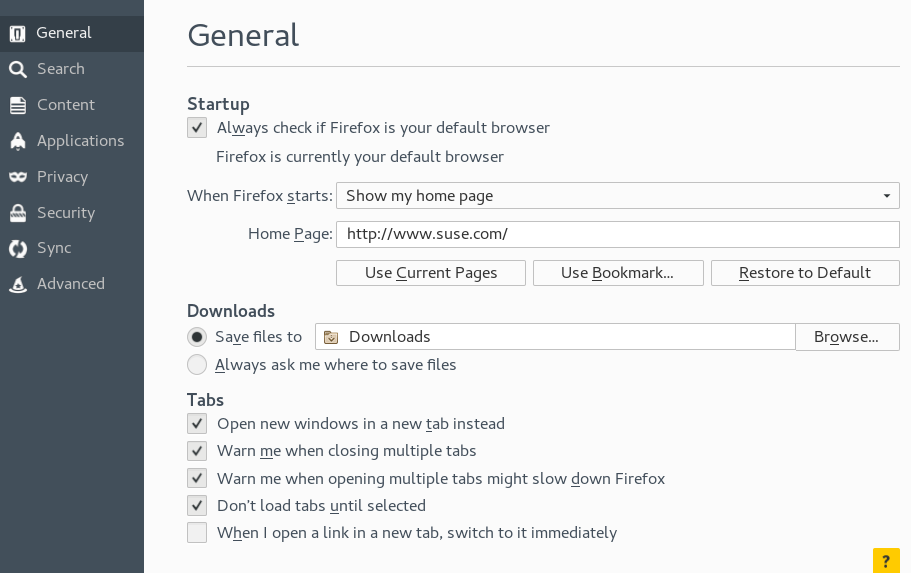 General
Search
Content
Applications
Privacy
Security
Sync
Advanced
General
Startup
Always check if Firefox is your default browser
Firefox is currently your default browser
When Firefox starts: Show my home page
Home Page: http://www.suse.com/
Use Current Pages Use Bookmark... Restore to Default
Downloads
Save files to Downloads Browse...
Always ask me where to save files
Tabs
Open new windows in a new tab instead
Warn me when closing multiple tabs
Warn me when opening multiple tabs might slow down Firefox
Don't load tabs until selected
When I open a link in a new tab, switch to it immediately
?